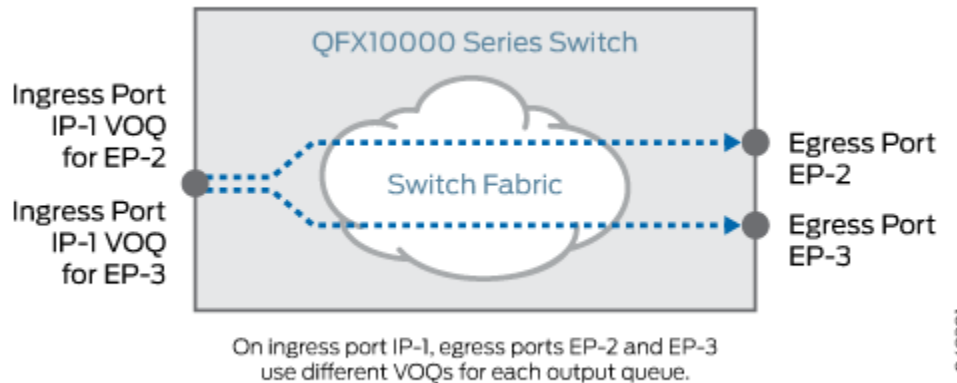 QFX10000 Series Switch
Ingress Port
IP-1 VOQ
for EP-2
Switch Fabric
Egress Port
EP-2
Ingress Port
IP-1 VOQ
for EP-3
Egress Port
EP-3
On ingress port IP-1, egress ports EP-2 and EP-3
use different VOQs for each output queue.